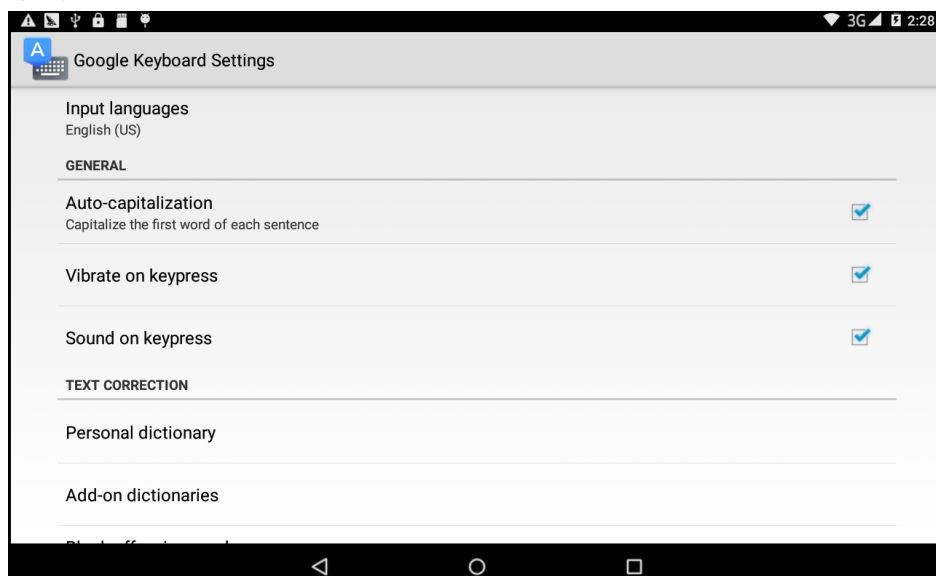 3G 2:28
A
Google Keyboard Settings
Input languages
English (US)
GENERAL
Auto-capitalization
Capitalize the first word of each sentence
Vibrate on keypress
Sound on keypress
TEXT CORRECTION
Personal dictionary
Add-on dictionaries